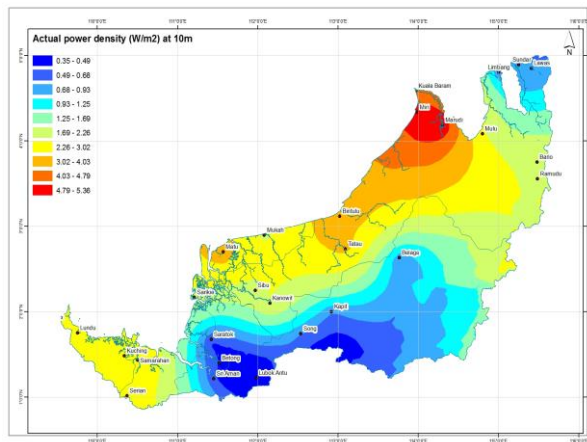 Actual power density (W/m2) at 10m
0.35 - 0.49
0.49 - 0.68
0.68 - 0.93
0.93 - 1.25
1.25 - 1.69
1.69 - 2.26
2.26 - 3.02
3.02 - 4.03
4.03 - 4.79
4.79 - 5.36
N
Sundar
Lawas
Limbang
Kuala Baram
Miri
Marudi
Mulu
Bario
Ramudu
Bintulu
Mukah
Matu
Tatau
Belaga
Sibu
Sarikei
Kanowit
Kapit
Song
Lundu
Saratok
Kuching
Samarahan
Betong
Lubok Antu
Sri Aman
Serian